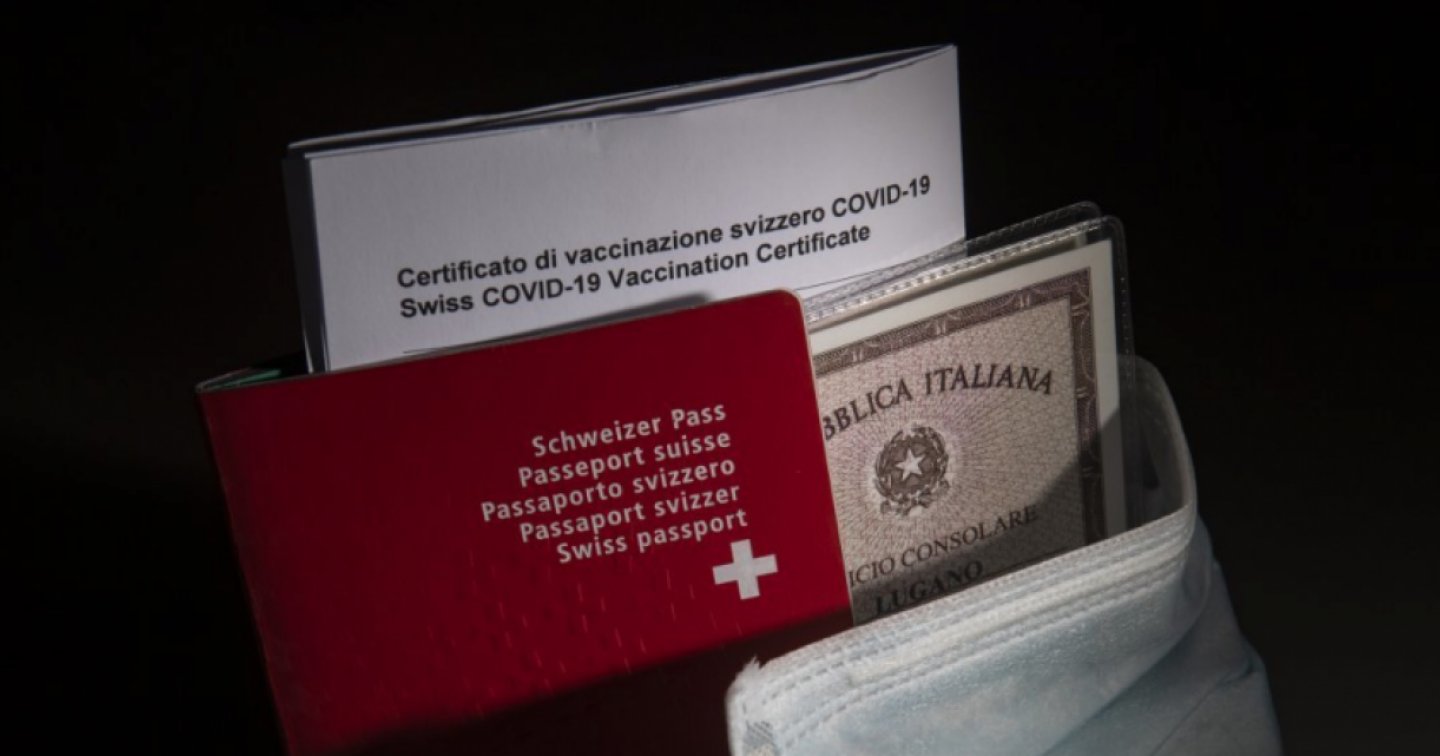 Certificato di vaccinazione svizzero COVID-19
Swiss COVID-19 Vaccination Certificate
Schweizer Pass
Passeport suisse
Passaporto svizzero
Passaport svizzer
Swiss passport
BBLICA ITALIANA
ICIO CONSOLARE
LUGANO